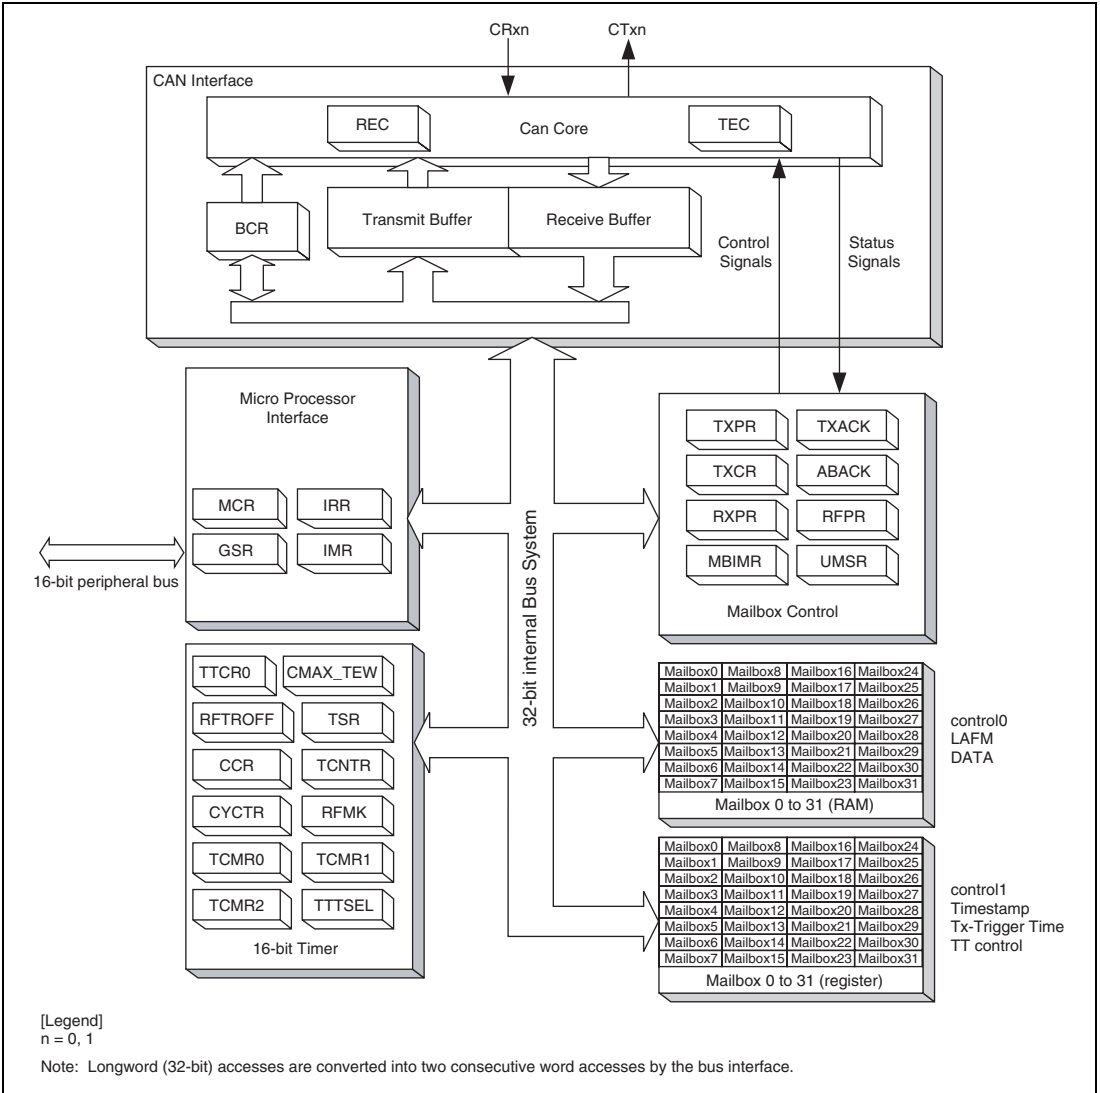 CRxn
CTxn
CAN Interface
REC
Can Core
TEC
BCR
Transmit Buffer
Receive Buffer
Control
Signals
Status
Signals
Micro Processor
Interface
MCR
IRR
GSR
IMR
16-bit peripheral bus
32-bit internal Bus System
TXPR
TXACK
TXCR
ABACK
RXPR
RFPR
MBIMR
UMSR
Mailbox Control
TTCR0
CMAX_TEW
RFTROFF
TSR
CCR
TCNTR
CYCTR
RFMK
TCMR0
TCMR1
TCMR2
TTTSEL
16-bit Timer
Mailbox0 Mailbox8 Mailbox16 Mailbox24
Mailbox1 Mailbox9 Mailbox17 Mailbox25
Mailbox2 Mailbox10 Mailbox18 Mailbox26
Mailbox3 Mailbox11 Mailbox19 Mailbox27
Mailbox4 Mailbox12 Mailbox20 Mailbox28
Mailbox5 Mailbox13 Mailbox21 Mailbox29
Mailbox6 Mailbox14 Mailbox22 Mailbox30
Mailbox7 Mailbox15 Mailbox23 Mailbox31
Mailbox 0 to 31 (RAM)
control0
LAFM
DATA
Mailbox0 Mailbox8 Mailbox16 Mailbox24
Mailbox1 Mailbox9 Mailbox17 Mailbox25
Mailbox2 Mailbox10 Mailbox18 Mailbox26
Mailbox3 Mailbox11 Mailbox19 Mailbox27
Mailbox4 Mailbox12 Mailbox20 Mailbox28
Mailbox5 Mailbox13 Mailbox21 Mailbox29
Mailbox6 Mailbox14 Mailbox22 Mailbox30
Mailbox7 Mailbox15 Mailbox23 Mailbox31
Mailbox 0 to 31 (register)
control1
Timestamp
Tx-Trigger Time
TT control
[Legend]
n = 0, 1
Note: Longword (32-bit) accesses are converted into two consecutive word accesses by the bus interface.